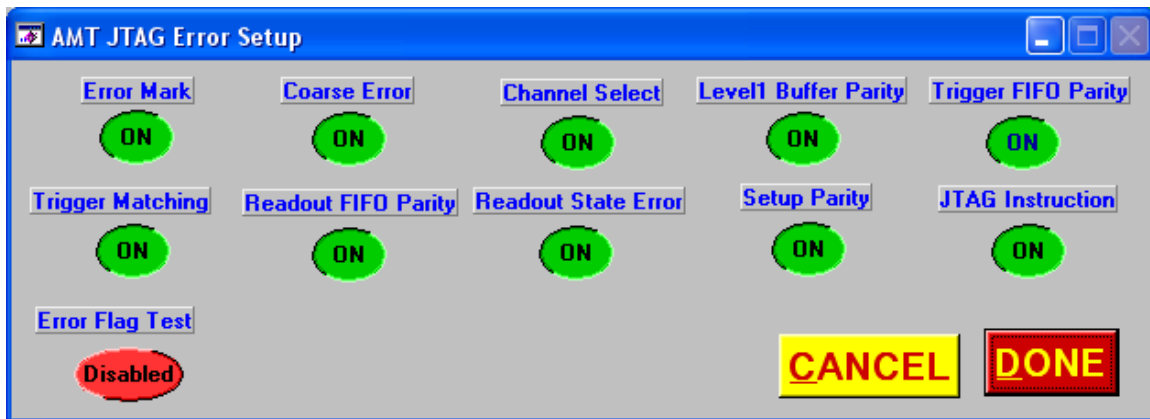 AMT JTAG Error Setup
Error Mark
Coarse Error
Channel Select
Level1 Buffer Parity
Trigger FIFO Parity
ON
ON
ON
ON
ON
Trigger Matching
Readout FIFO Parity
Readout State Error
Setup Parity
JTAG Instruction
ON
ON
ON
ON
ON
Error Flag Test
Disabled
CANCEL
DONE